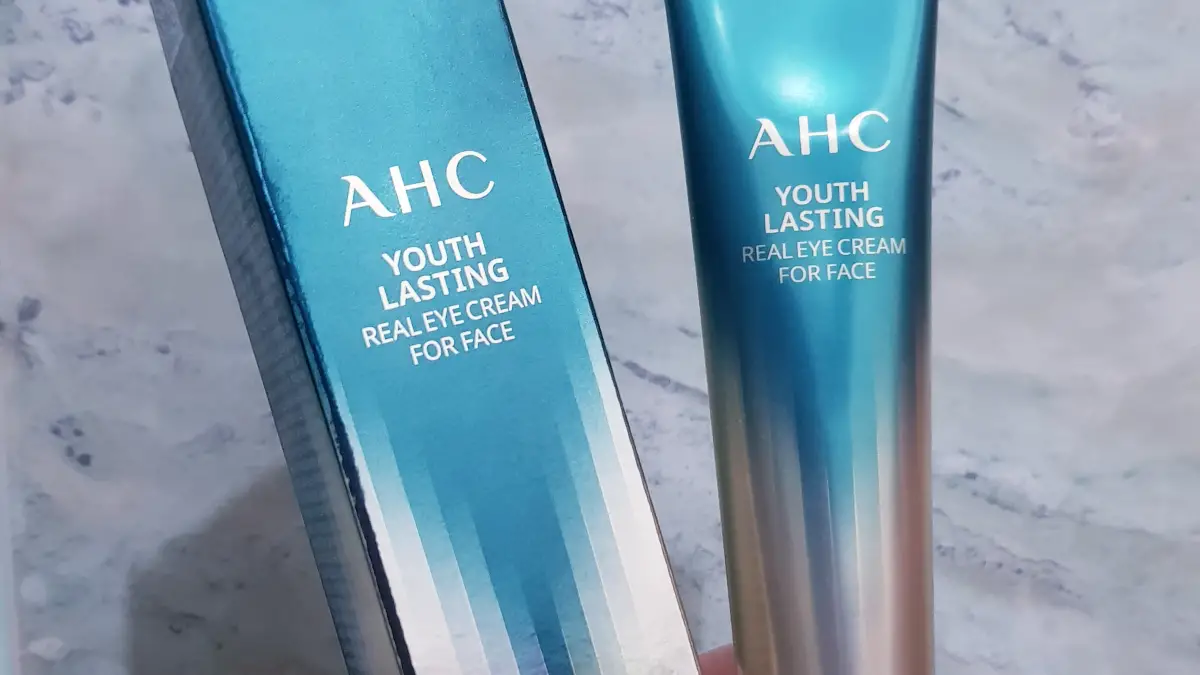 AHC
YOUTH
LASTING
REAL EYE CREAM
FOR FACE
AHC
YOUTH
LASTING
REAL EYE CREAM
FOR FACE